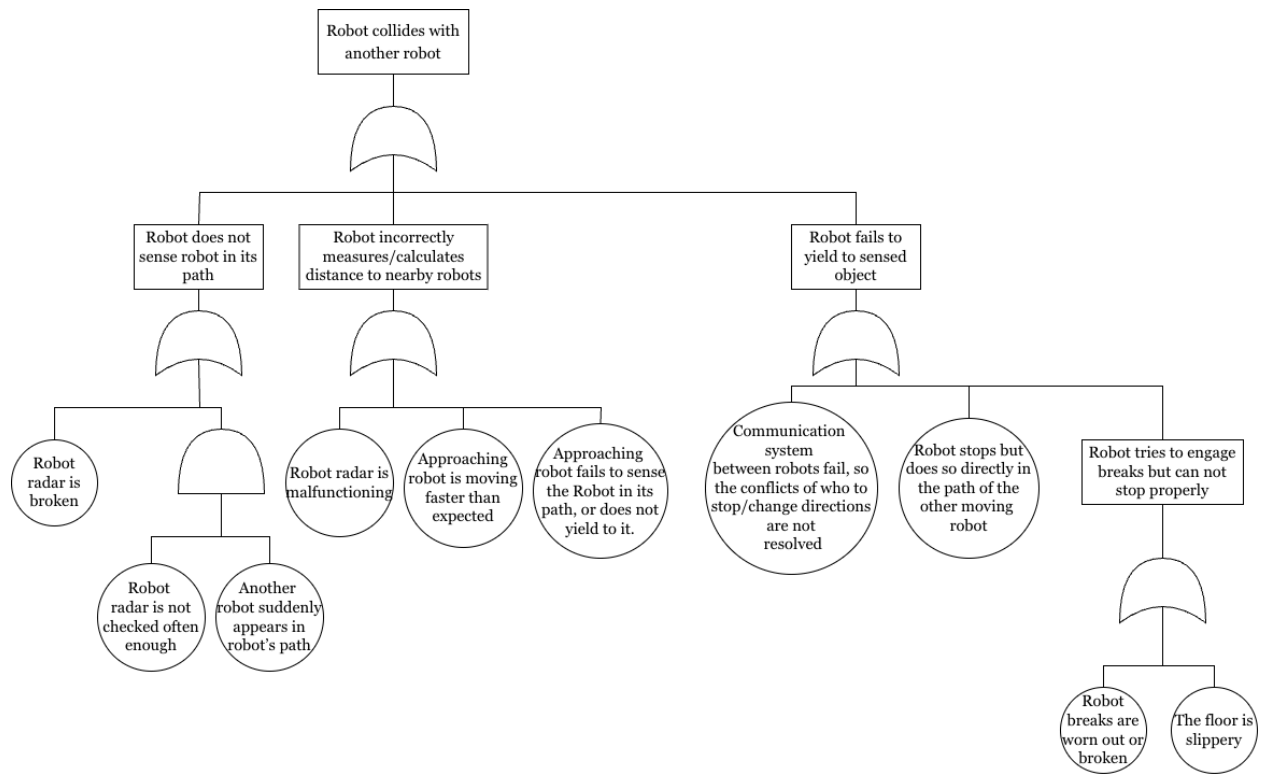 Robot collides with
another robot
Robot does not
sense robot in its
path
Robot incorrectly
measures/calculates
distance to nearby robots
Robot fails to
yield to sensed
object
Robot
radar is
broken
Robot radar is
malfunctioning
Approaching
robot is moving
faster than
expected
Approaching
robot fails to sense
the Robot in its
path, or does not
yield to it.
Communication
system
between robots fail, so
the conflicts of who to
stop/change directions
are not
resolved
Robot stops but
does so directly in
the path of the
other moving
robot
Robot tries to engage
breaks but can not
stop properly
Robot
radar is not
checked often
enough
Another
robot suddenly
appears in
robot’s path
Robot
breaks are
worn out or
broken
The floor is
slippery